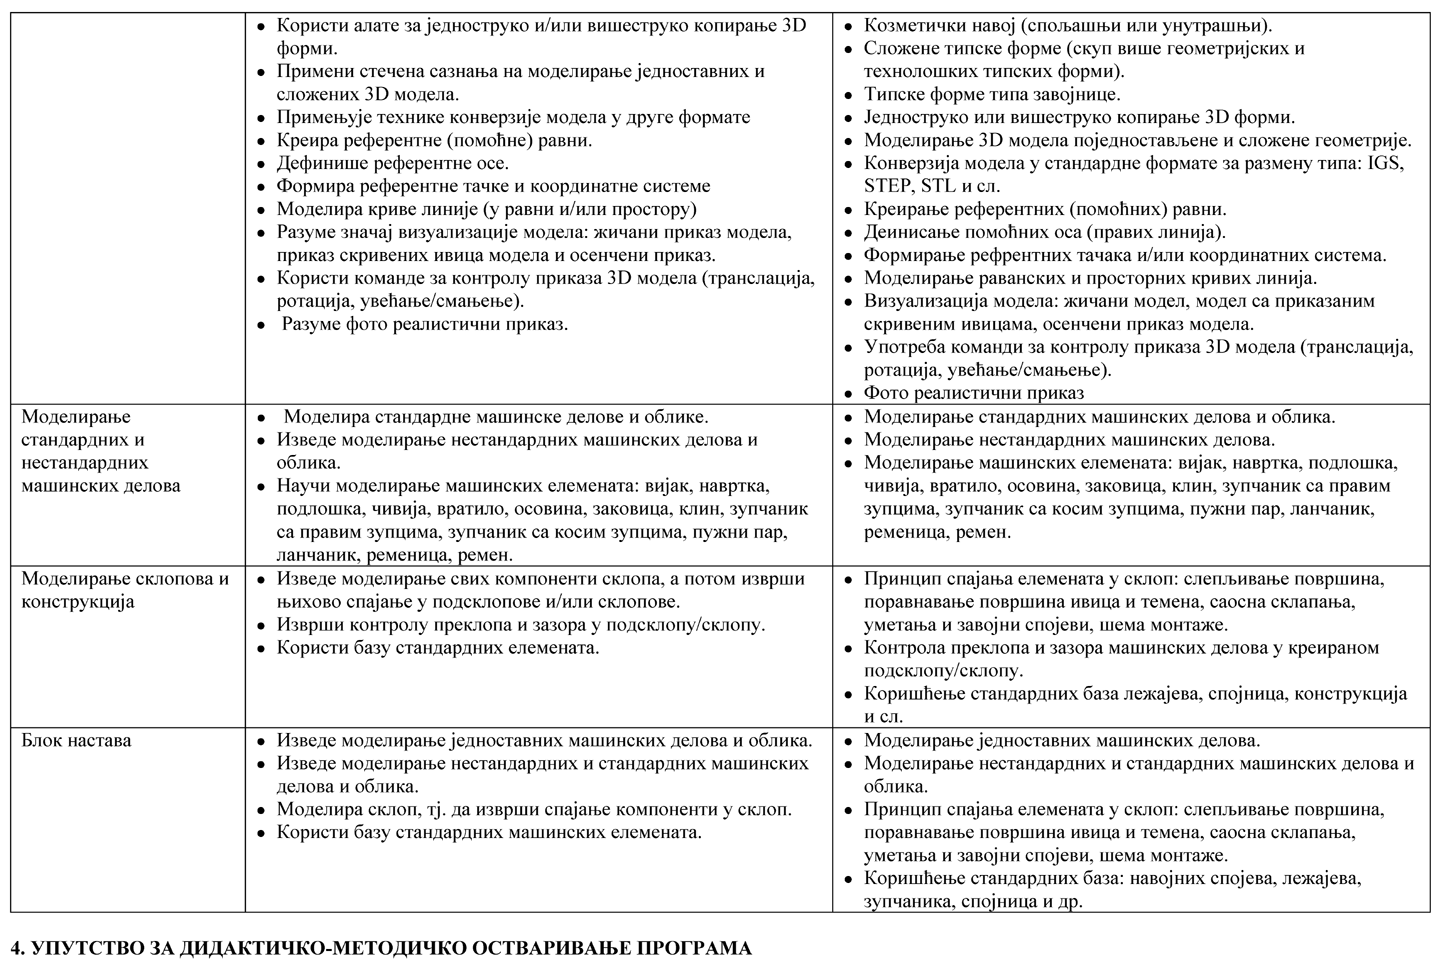 • Користи алате за једноструко и/или вишеструко копирање 3D
форми.
• Примени стечена сазнања на моделирање једноставних и
сложених 3D модела.
• Примењује технике конверзије модела у друге формате
• Креира референтне (помоћне) равни.
• Дефинише референтне осе.
• Формира референтне тачке и координатне системе
• Моделира криве линије (у равни и/или простору)
• Разуме значај визуализације модела: жичани приказ модела,
приказ скривених ивица модела и осенчени приказ.
• Користи команде за контролу приказа 3D модела (транслација,
ротација, увећање/смањење).
• Разуме фото реалистични приказ.
• Козметички навој (спољашњи или унутрашњи).
• Сложене типске форме (скуп више геометријских и
технолошких типских форми).
• Типске форме типа завојнице.
• Једноструко или вишеструко копирање 3D форми.
• Моделирање 3D модела поједностављене и сложене геометрије.
• Конверзија модела у стандардне формате за размену типа: IGS,
STEP, STL и сл.
• Креирање референтних (помоћних) равни.
• Деинисање помоћних оса (правих линија).
• Формирање рефрентних тачака и/или координатних система.
• Моделирање раванских и просторних кривих линија.
• Визуализација модела: жичани модел, модел са приказаним
скривеним ивицама, осенчени приказ модела.
• Употреба команди за контролу приказа 3D модела (транслација,
ротација, увећање/смањење).
• Фото реалистични приказ
Моделирање
стандардних и
нестандардних
машинских делова
• Моделира стандардне машинске делове и облике.
• Изведе моделирање нестандардних машинских делова и
облика.
• Научи моделирање машинских елемената: вијак, навртка,
подлошка, чивија, вратило, осовина, заковица, клин, зупчаник
са правим зупцима, зупчаник са косим зупцима, пужни пар,
ланчаник, ременица, ремен.
• Моделирање стандардних машинских делова и облика.
• Моделирање нестандардних машинских делова.
• Моделирање машинских елемената: вијак, навртка, подлошка,
чивија, вратило, осовина, заковица, клин, зупчаник са правим
зупцима, зупчаник са косим зупцима, пужни пар, ланчаник,
ременица, ремен.
Моделирање склопова и
конструкција
• Изведе моделирање свих компоненти склопа, а потом изврши
њихово спајање у подсклопове и/или склопове.
• Изврши контролу преклопа и зазора у подсклопу/склопу.
• Користи базу стандардних елемената.
• Принцип спајања елемената у склоп: слепљивање површина,
поравнавање површина ивица и темена, саосна склапања,
уметања и завојни спојеви, шема монтаже.
• Контрола преклопа и зазора машинских делова у креираном
подсклопу/склопу.
• Коришћење стандардних база лежајева, спојница, конструкција
и сл.
Блок настава
• Изведе моделирање једноставних машинских делова и облика.
• Изведе моделирање нестандардних и стандардних машинских
делова и облика.
• Моделира склоп, тј. да изврши спајање компоненти у склоп.
• Користи базу стандардних машинских елемената.
• Моделирање једноставних машинских делова.
• Моделирање нестандардних и стандардних машинских делова и
облика.
• Принцип спајања елемената у склоп: слепљивање површина,
поравнавање површина ивица и темена, саосна склапања,
уметања и завојни спојеви, шема монтаже.
• Коришћење стандардних база: навојних спојева, лежајева,
зупчаника, спојница и др.
4. УПУТСТВО ЗА ДИДАКТИЧКО-МЕТОДИЧКО ОСТВАРИВАЊЕ ПРОГРАМА